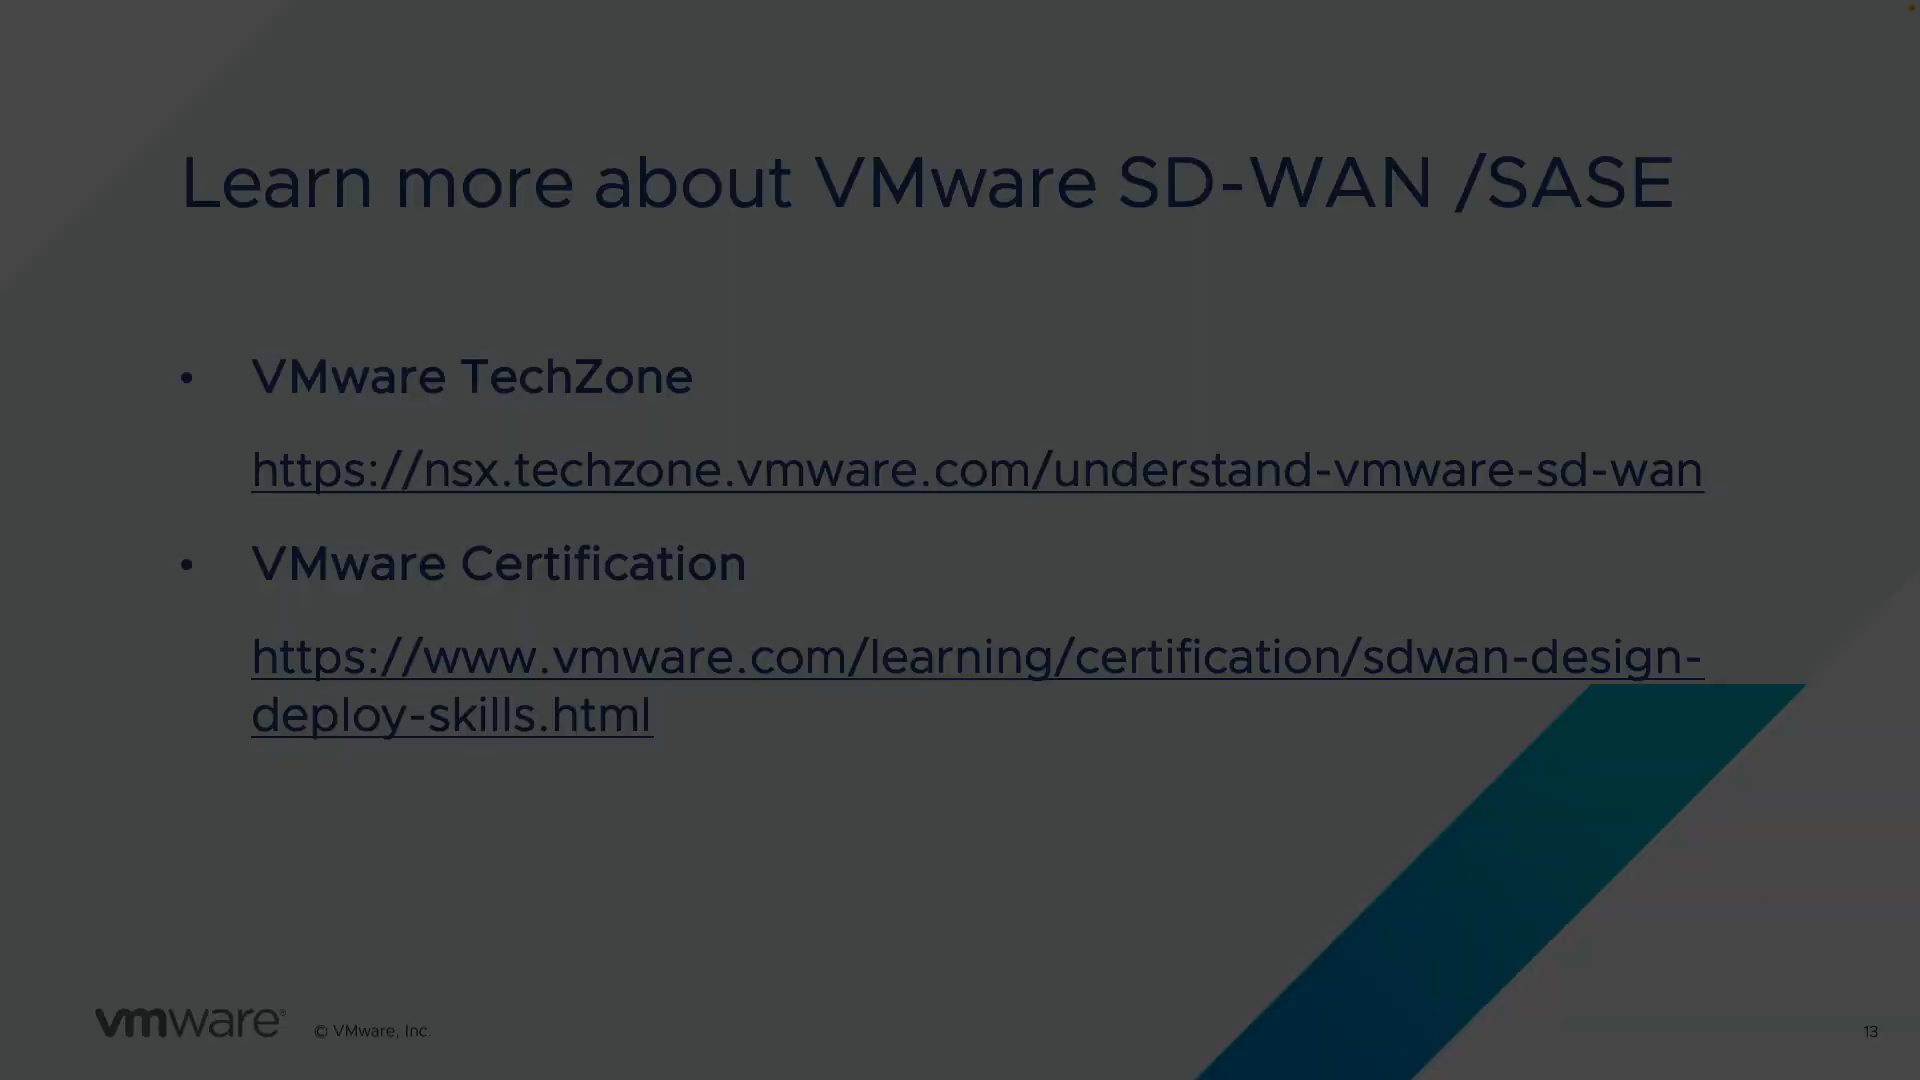 Learn more about VMware SD-WAN /SASE
• VMware TechZone
https://nsx.techzone.vmware.com/understand-vmware-sd-wan
• VMware Certification
https://www.vmware.com/learning/certification/sdwan-design-
deploy-skills.html
vmware®
© VMware, Inc.
13